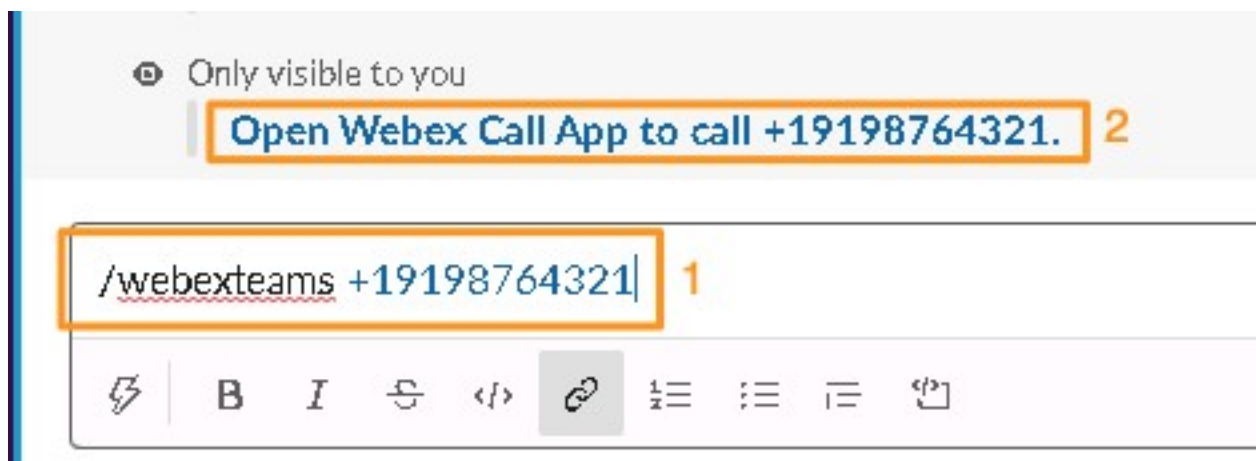 Only visible to you
Open Webex Call App to call +19198764321. 2
/webexteams +19198764321 1
B I S </>